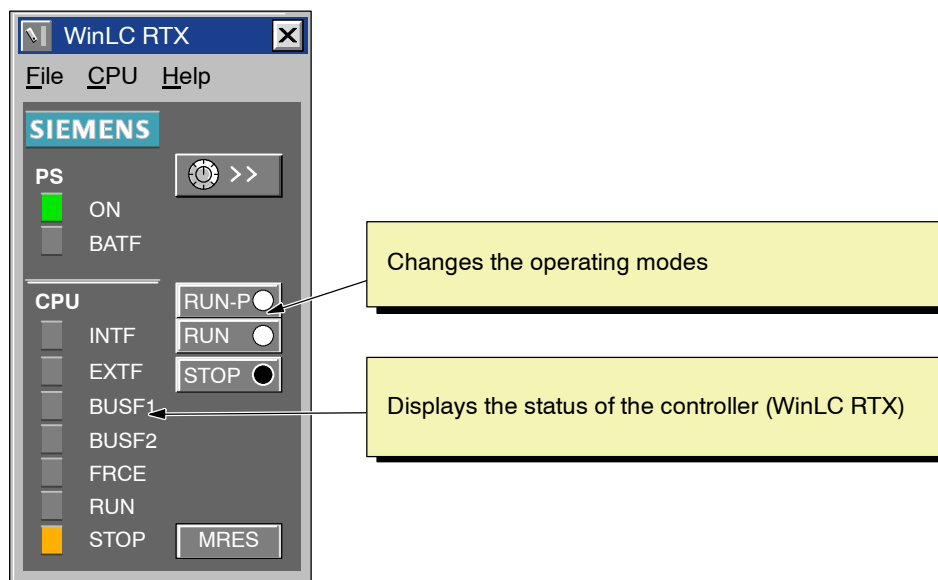 WinLC RTX
File CPU Help
SIEMENS
PS
>>
ON
BATF
CPU
RUN-P
INTF
RUN
EXTF
STOP
BUSF1
BUSF2
FRCE
RUN
STOP
MRES
Changes the operating modes
Displays the status of the controller (WinLC RTX)